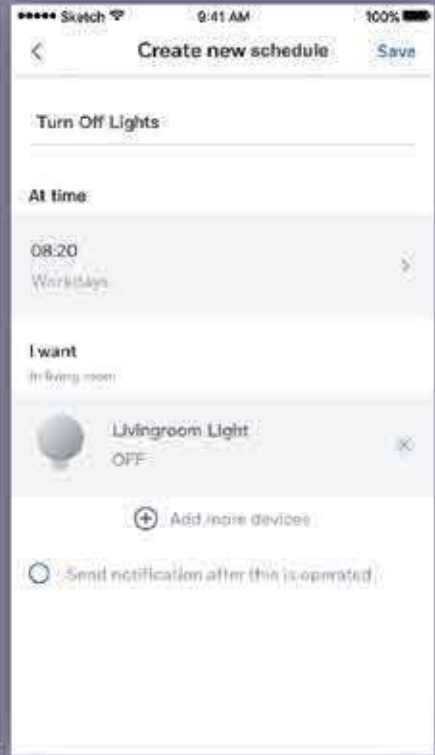 Sketch 9:41 AM 100%
Create new schedule Save
Turn Off Lights
At time
08:20
Workdays
I want
In living room
Livingroom Light
OFF
Add more devices
Send notification after this is operated